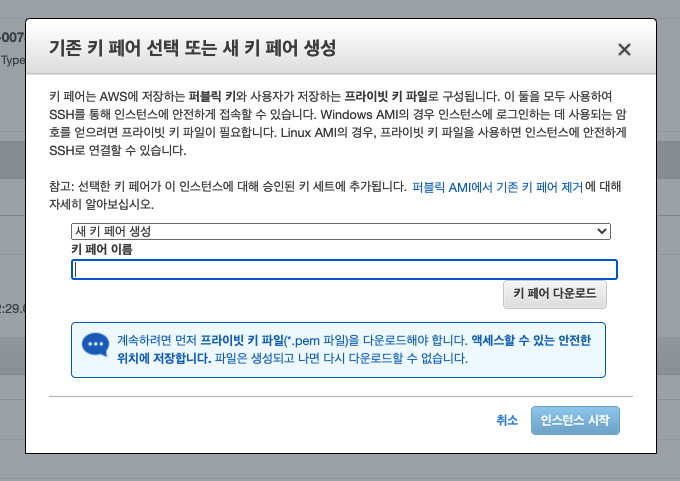 기존 키 페어 선택 또는 새 키 페어 생성
키 페어는 AWS에 저장하는 퍼블릭 키와 사용자가 저장하는 프라이빗 키 파일로 구성됩니다. 이 둘을 모두 사용하여
SSH를 통해 인스턴스에 안전하게 접속할 수 있습니다. Windows AMI의 경우 인스턴스에 로그인하는 데 사용되는 암
호를 얻으려면 프라이빗 키 파일이 필요합니다. Linux AMI의 경우, 프라이빗 키 파일을 사용하면 인스턴스에 안전하게
SSH로 연결할 수 있습니다.
참고: 선택한 키 페어가 이 인스턴스에 대해 승인된 키 세트에 추가됩니다. 퍼블릭 AMI에서 기존 키 페어 제거에 대해
자세히 알아보십시오.
새 키 페어 생성
키 페어 이름
키 페어 다운로드
계속하려면 먼저 프라이빗 키 파일(*.pem 파일)을 다운로드해야 합니다. 액세스할 수 있는 안전한
위치에 저장합니다. 파일은 생성되고 나면 다시 다운로드할 수 없습니다.
취소
인스턴스 시작
Type